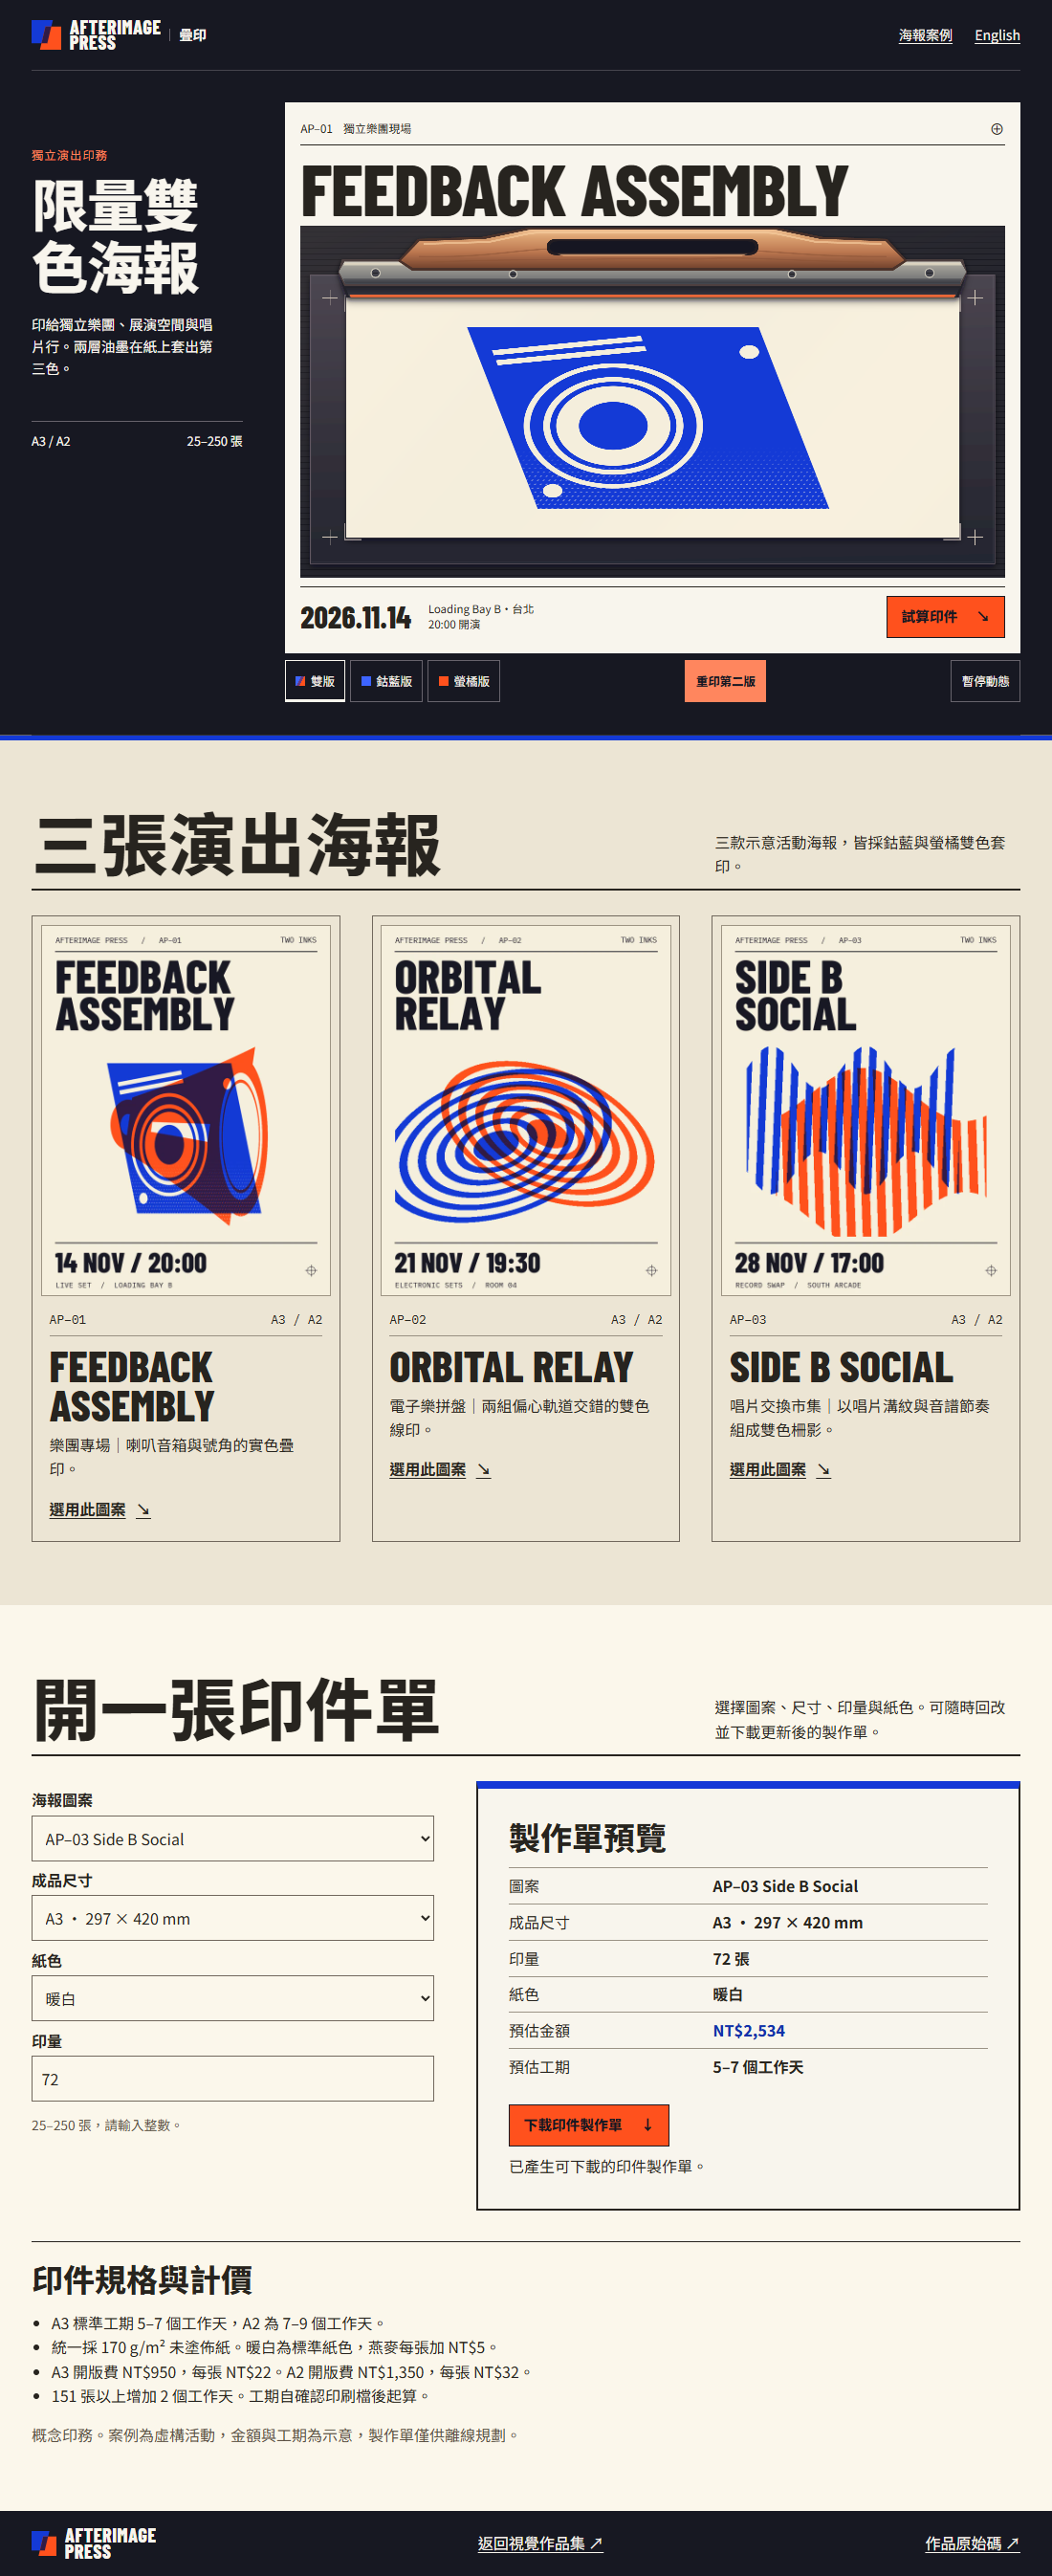 AFTERIMAGE
PRESS
疊印
海報案例
English
獨立演出印務
限量雙
色海報
印給獨立樂團、展演空間與唱
片行。兩層油墨在紙上套出第
三色。
A3 / A2
25–250 張
AP–01 獨立樂團現場
FEEDBACK ASSEMBLY
2026.11.14
Loading Bay B・台北
20:00 開演
試算印件 ↘
雙版
鈷藍版
螢橘版
重印第二版
暫停動態
三張演出海報
三款示意活動海報，皆採鈷藍與螢橘雙色套
印。
AFTERIMAGE PRESS / AP–01
TWO INKS
FEEDBACK
ASSEMBLY
14 NOV / 20:00
LIVE SET / LOADING BAY B
AP–01
A3 / A2
FEEDBACK
ASSEMBLY
樂團專場｜喇叭音箱與號角的實色疊
印。
選用此圖案 ↘
AFTERIMAGE PRESS / AP–02
TWO INKS
ORBITAL
RELAY
21 NOV / 19:30
ELECTRONIC SETS / ROOM 04
AP–02
A3 / A2
ORBITAL RELAY
電子樂拼盤｜兩組偏心軌道交錯的雙色
線印。
選用此圖案 ↘
AFTERIMAGE PRESS / AP–03
TWO INKS
SIDE B
SOCIAL
28 NOV / 17:00
RECORD SWAP / SOUTH ARCADE
AP–03
A3 / A2
SIDE B SOCIAL
唱片交換市集｜以唱片溝紋與音譜節奏
組成雙色柵影。
選用此圖案 ↘
開一張印件單
選擇圖案、尺寸、印量與紙色。可隨時回改
並下載更新後的製作單。
海報圖案
AP–03 Side B Social
成品尺寸
A3 ・ 297 × 420 mm
紙色
暖白
印量
72
25–250 張，請輸入整數。
製作單預覽
圖案 AP–03 Side B Social
成品尺寸 A3 ・ 297 × 420 mm
印量 72 張
紙色 暖白
預估金額 NT$2,534
預估工期 5–7 個工作天
下載印件製作單 ↓
已產生可下載的印件製作單。
印件規格與計價
• A3 標準工期 5–7 個工作天，A2 為 7–9 個工作天。
• 統一採 170 g/m² 未塗佈紙。暖白為標準紙色，燕麥每張加 NT$5。
• A3 開版費 NT$950，每張 NT$22。A2 開版費 NT$1,350，每張 NT$32。
• 151 張以上增加 2 個工作天。工期自確認印刷檔後起算。
概念印務。案例為虛構活動，金額與工期為示意，製作單僅供離線規劃。
AFTERIMAGE
PRESS
返回視覺作品集 ↗
作品原始碼 ↗